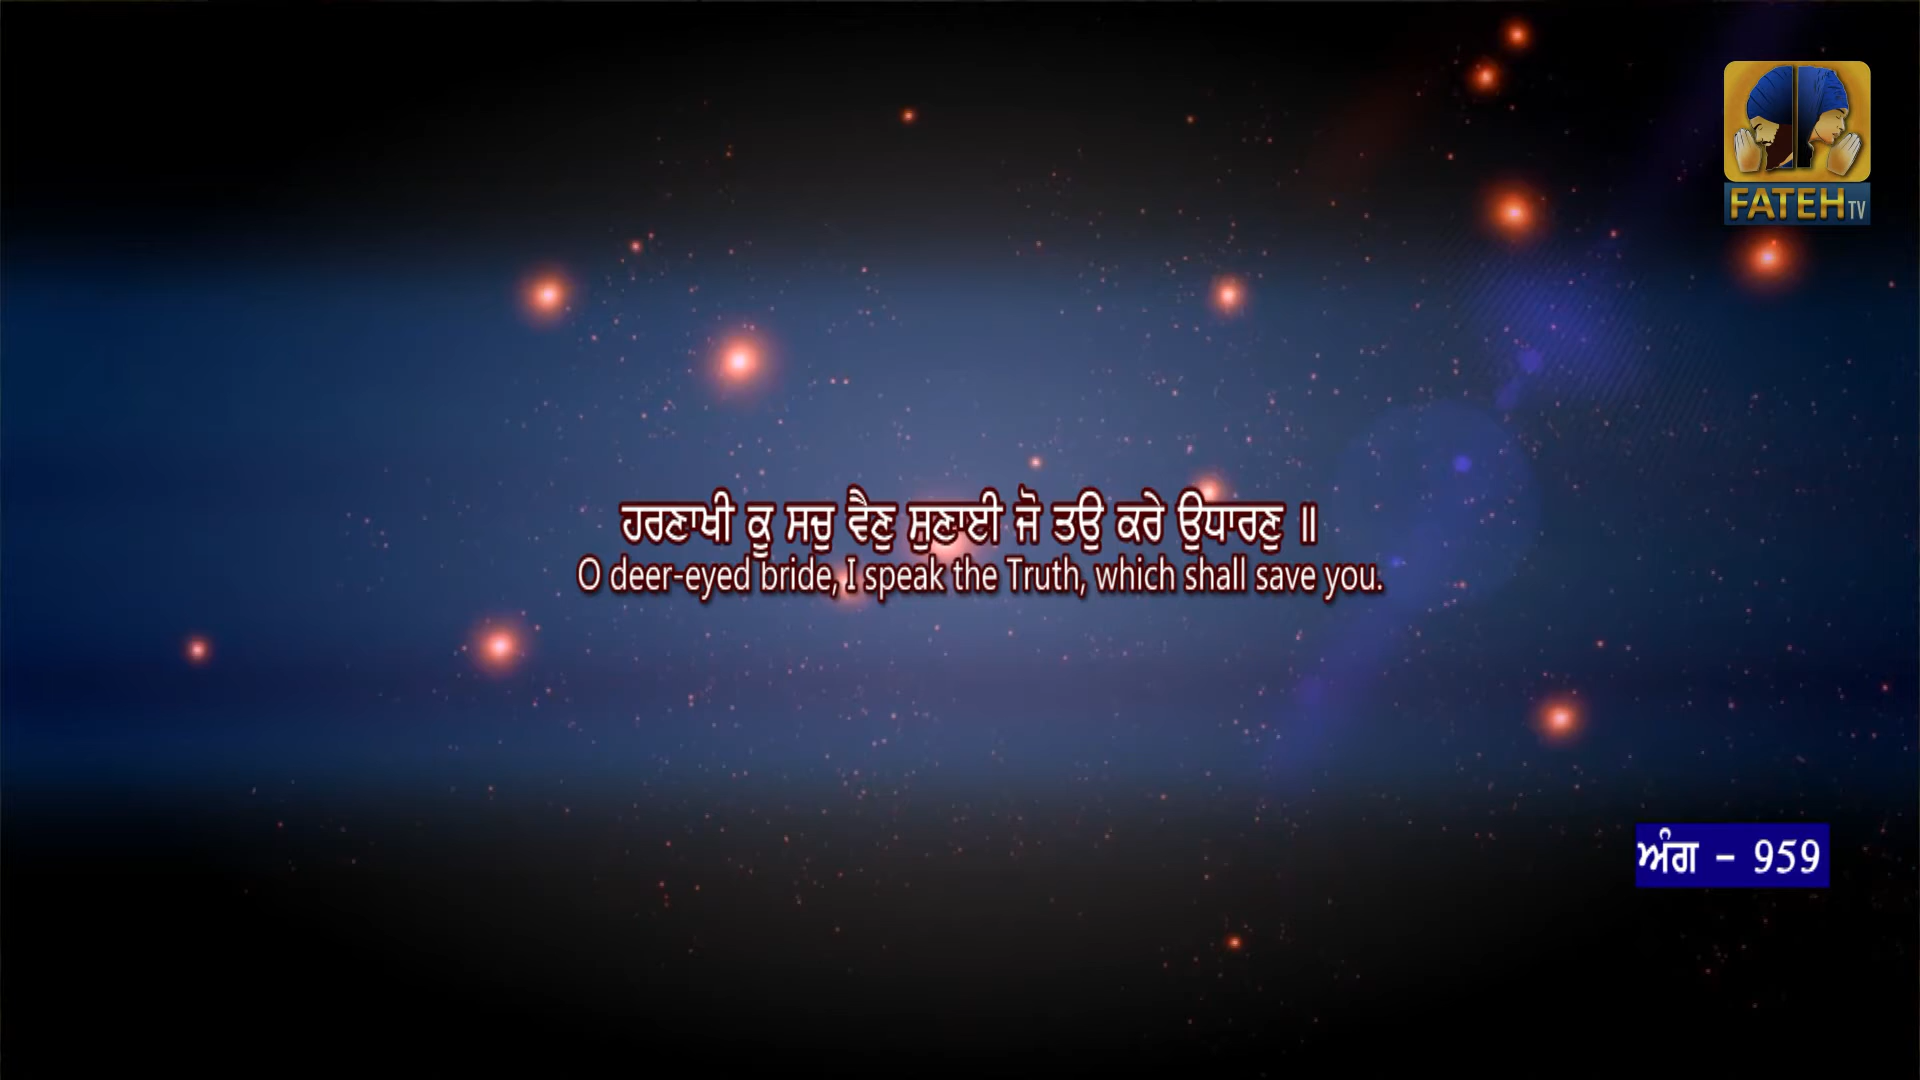 FATEH TV
ਹਰਣਾਖੀ ਕੂ ਸਚੁ ਵੈਣੁ ਸੁਣਾਈ ਜੋ ਤਉ ਕਰੇ ਉਧਾਰਣੁ ॥
O deer-eyed bride, I speak the Truth, which shall save you.
ਅੰਗ - 959